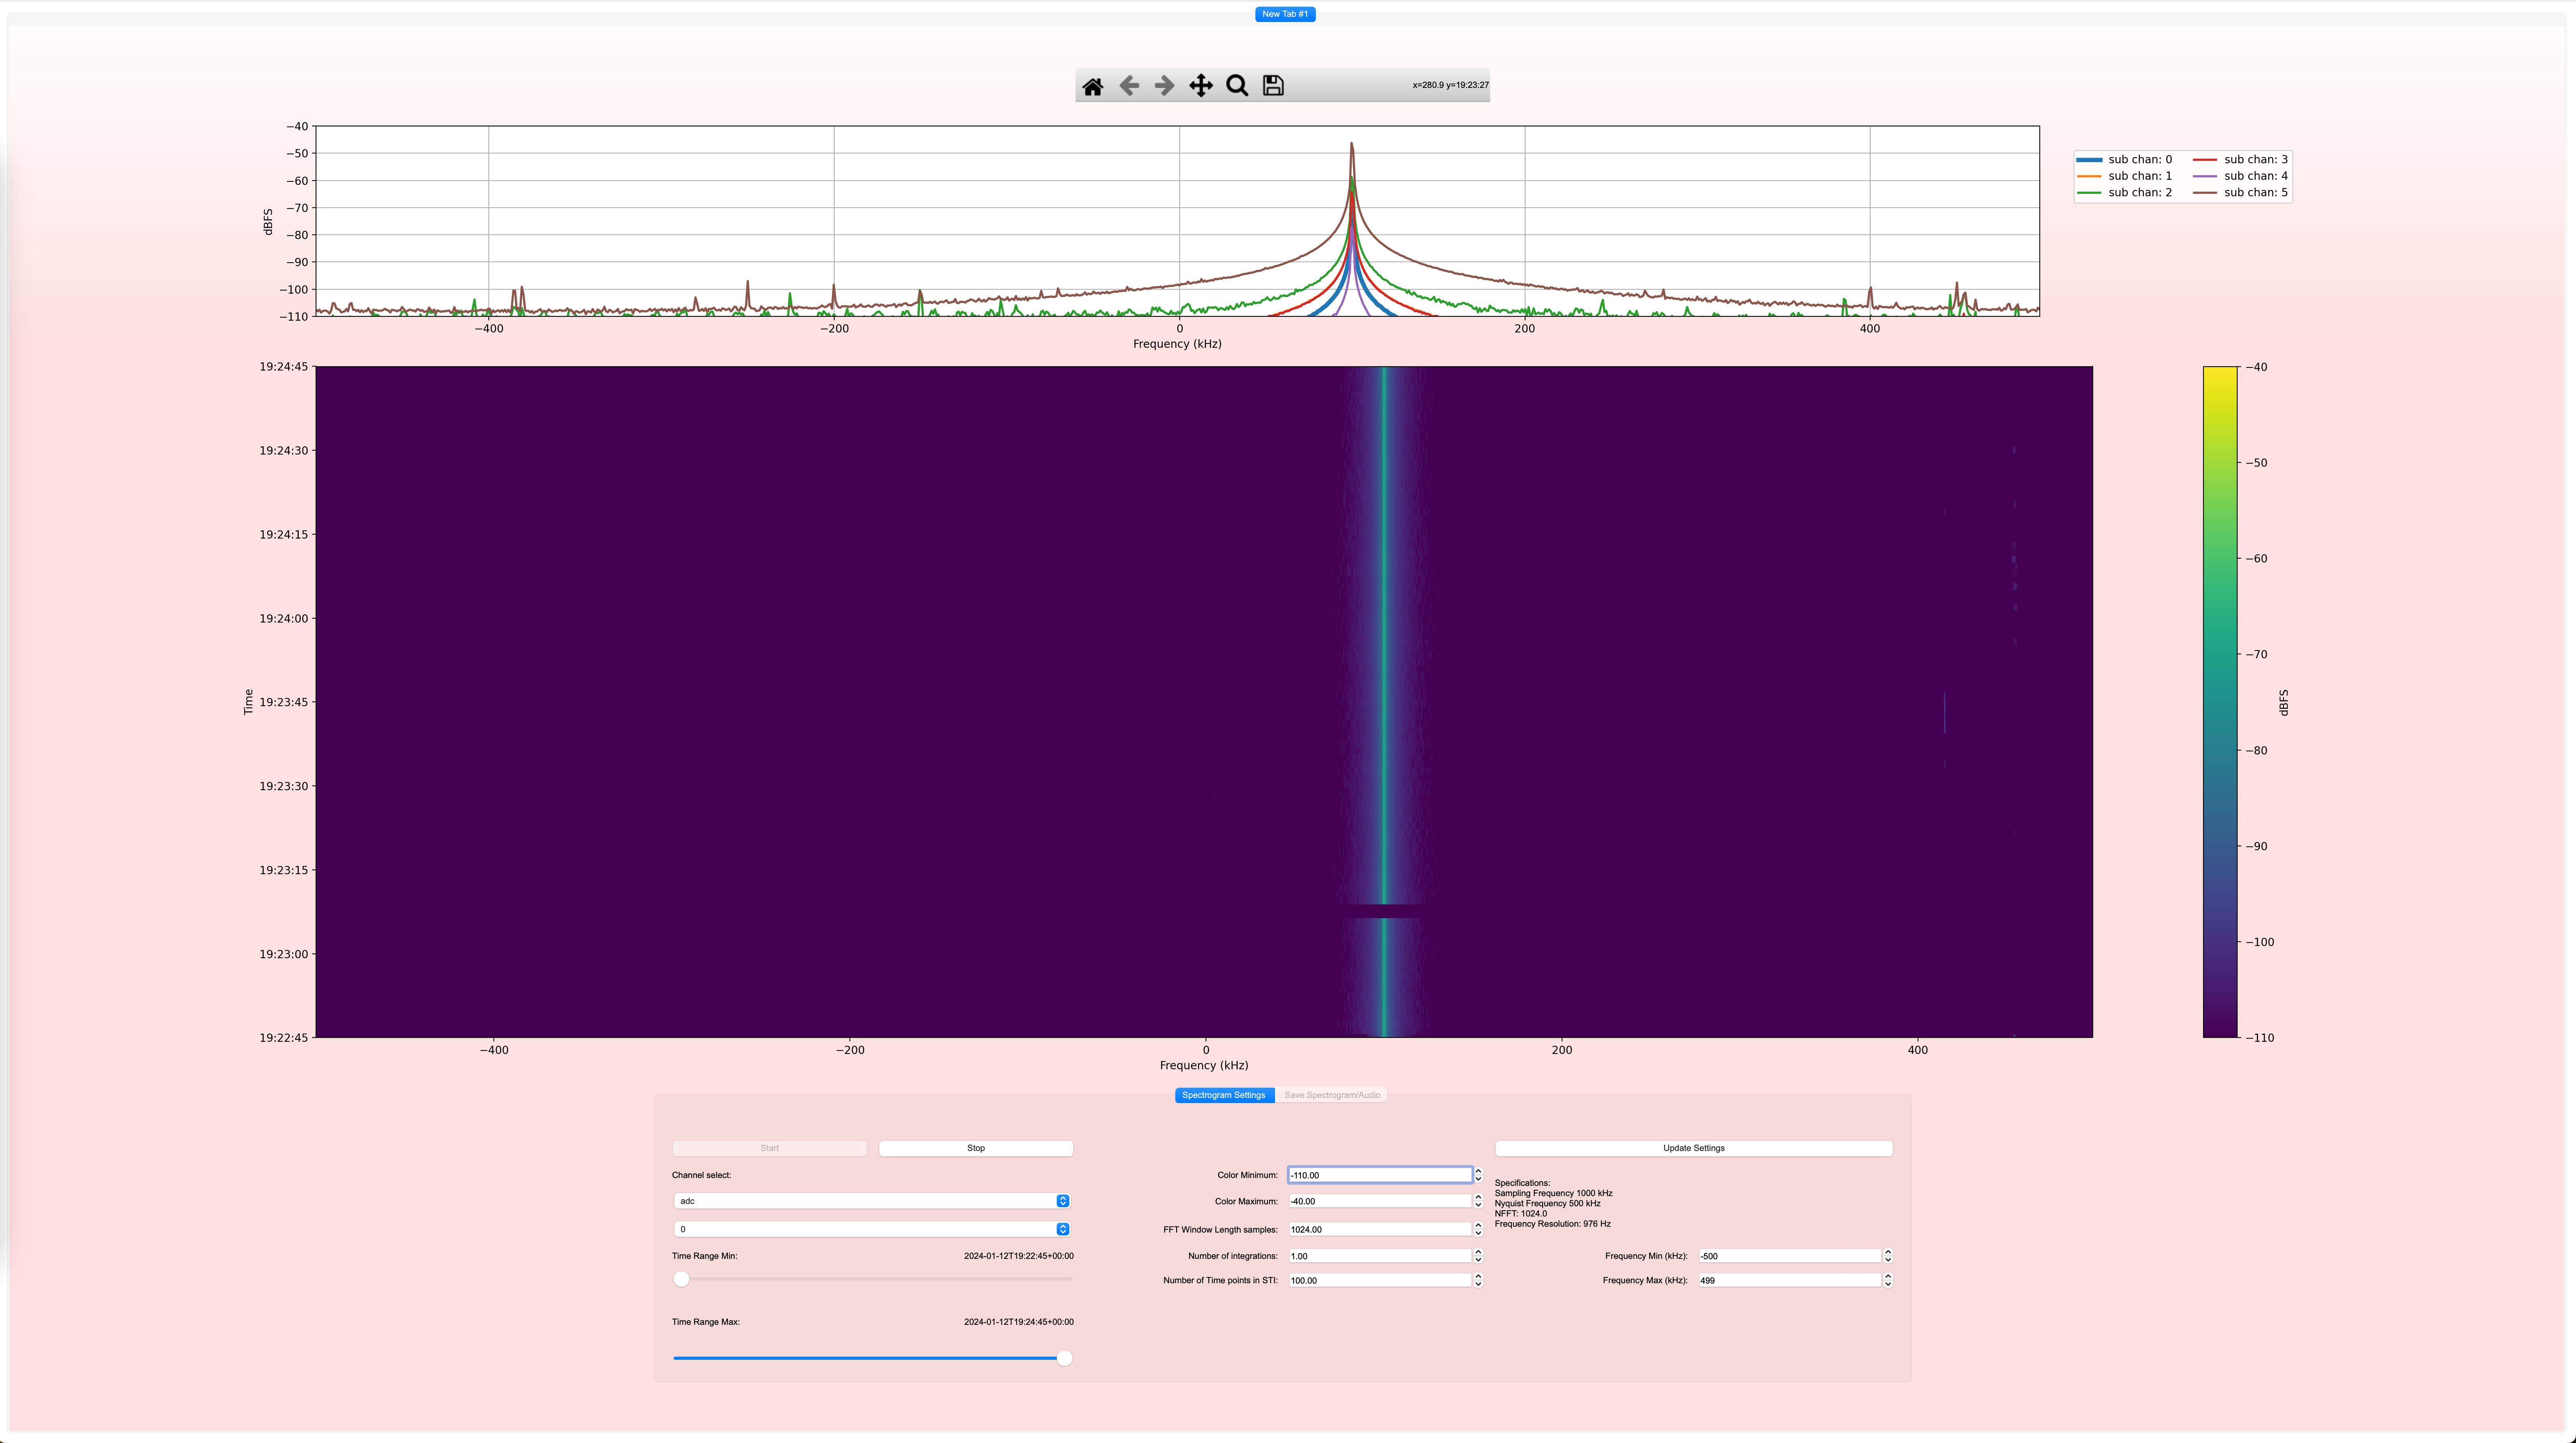 New Tab #1
x=280.9 y=19:23:27
−40
−50
−60
−70
−80
−90
−100
−110
dBFS
−400
−200
0
200
400
Frequency (kHz)
sub chan: 0
sub chan: 1
sub chan: 2
sub chan: 3
sub chan: 4
sub chan: 5
19:24:45
19:24:30
19:24:15
19:24:00
19:23:45
19:23:30
19:23:15
19:23:00
19:22:45
Time
−400
−200
0
200
400
Frequency (kHz)
−40
−50
−60
−70
−80
−90
−100
−110
dBFS
Spectrogram Settings
Save Spectrogram/Audio
Start
Stop
Channel select:
adc
0
Time Range Min:
2024-01-12T19:22:45+00:00
Time Range Max:
2024-01-12T19:24:45+00:00
Color Minimum:
-110.00
Color Maximum:
-40.00
FFT Window Length samples:
1024.00
Number of integrations:
1.00
Number of Time points in STI:
100.00
Update Settings
Specifications:
Sampling Frequency 1000 kHz
Nyquist Frequency 500 kHz
NFFT: 1024.0
Frequency Resolution: 976 Hz
Frequency Min (kHz):
-500
Frequency Max (kHz):
499